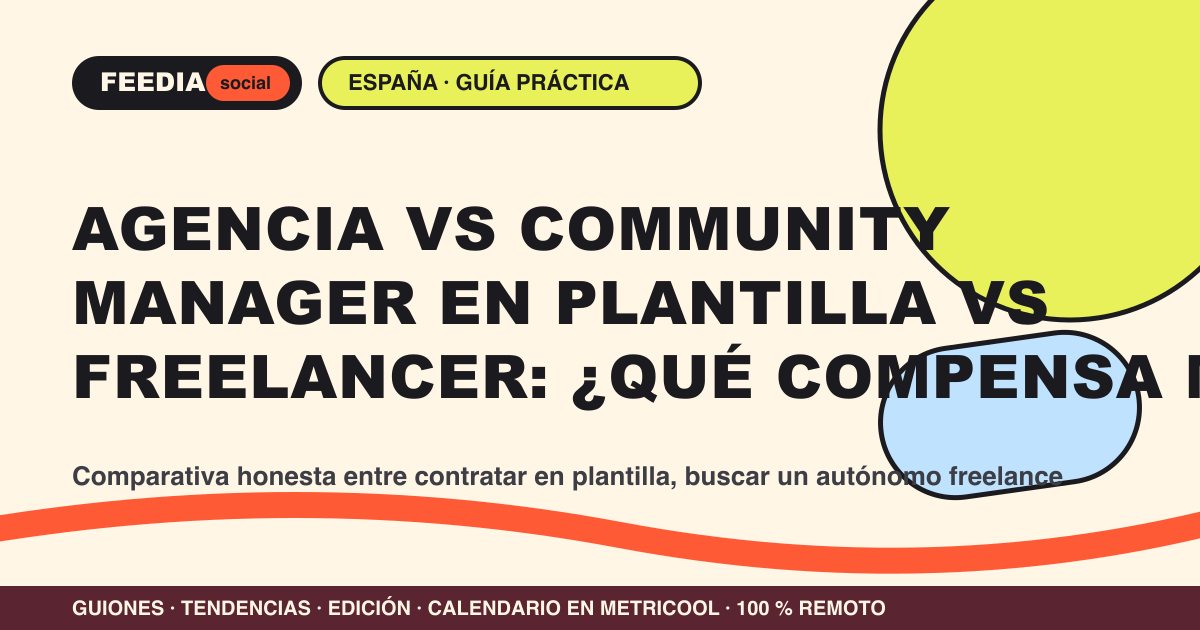 FEEDIA social
ESPAÑA · GUÍA PRÁCTICA
AGENCIA VS COMMUNITY
MANAGER EN PLANTILLA VS
FREELANCER: ¿QUÉ COMPENSA
Comparativa honesta entre contratar en plantilla, buscar un autónomo freelance
GUIONES · TENDENCIAS · EDICIÓN · CALENDARIO EN METRICOOL · 100 % REMOTO